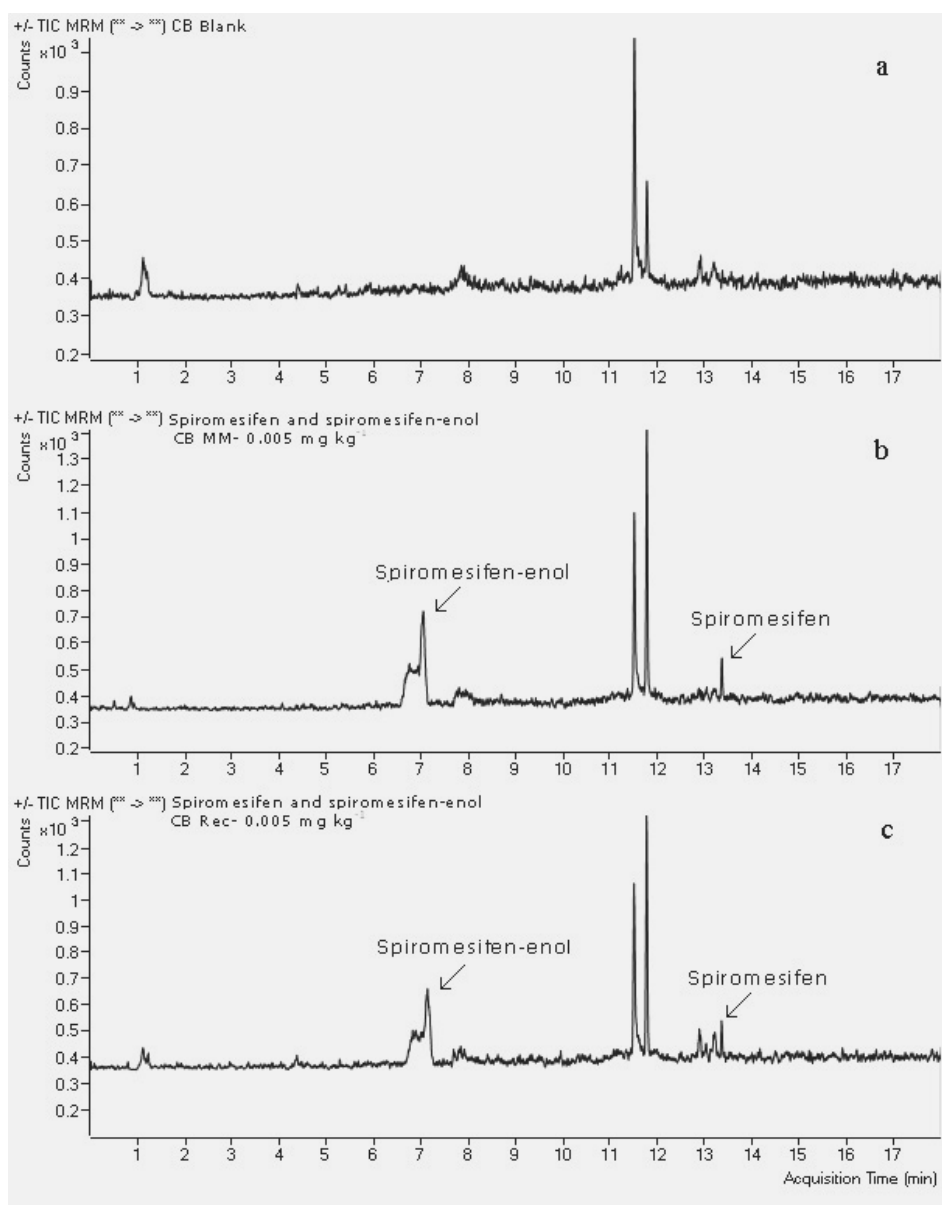 +/- TIC MRM (** -> **) CB Blank
Counts
x10 3
a
0.9
0.8
0.7
0.6
0.5
0.4
0.3
0.2
1 2 3 4 5 6 7 8 9 10 11 12 13 14 15 16 17
+/- TIC MRM (** -> **) Spiromesifen and spiromesifen-enol
CB MM- 0.005 mg kg-1
Counts
x10 3
b
1.3
1.2
1.1
1
0.9
0.8
0.7
0.6
0.5
0.4
0.3
0.2
Spiromesifen-enol
Spiromesifen
1 2 3 4 5 6 7 8 9 10 11 12 13 14 15 16 17
+/- TIC MRM (** -> **) Spiromesifen and spiromesifen-enol
CB Rec- 0.005 mg kg-1
Counts
x10 3
c
1.2
1.1
1
0.9
0.8
0.7
0.6
0.5
0.4
0.3
0.2
Spiromesiten-enol
Spiromesifen
1 2 3 4 5 6 7 8 9 10 11 12 13 14 15 16 17
Acquisition Time (min)